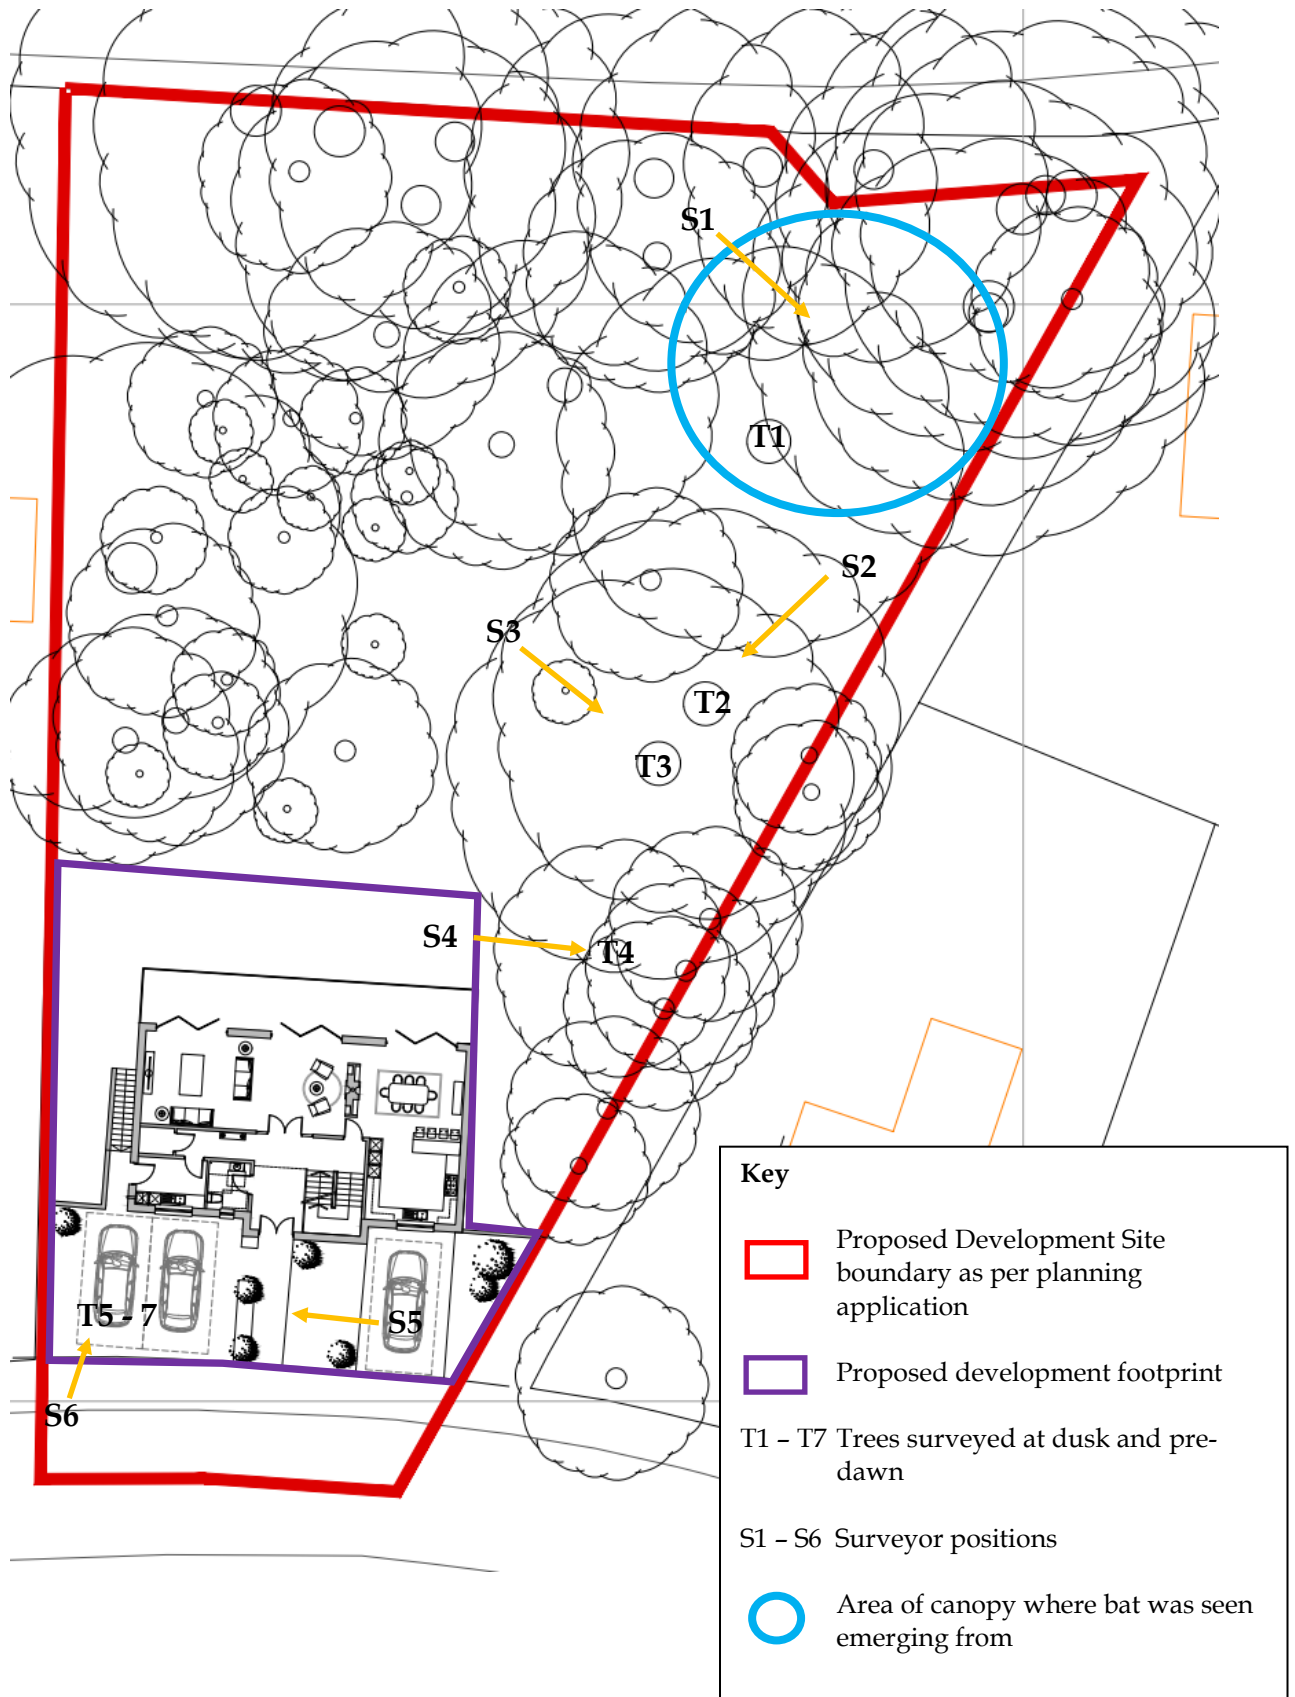 S1
T1
S2
S3
T2
T3
S4
T4
T5 - 7
S5
S6
Key
Proposed Development Site
boundary as per planning
application
Proposed development footprint
T1 – T7 Trees surveyed at dusk and pre-
dawn
S1 – S6 Surveyor positions
Area of canopy where bat was seen
emerging from